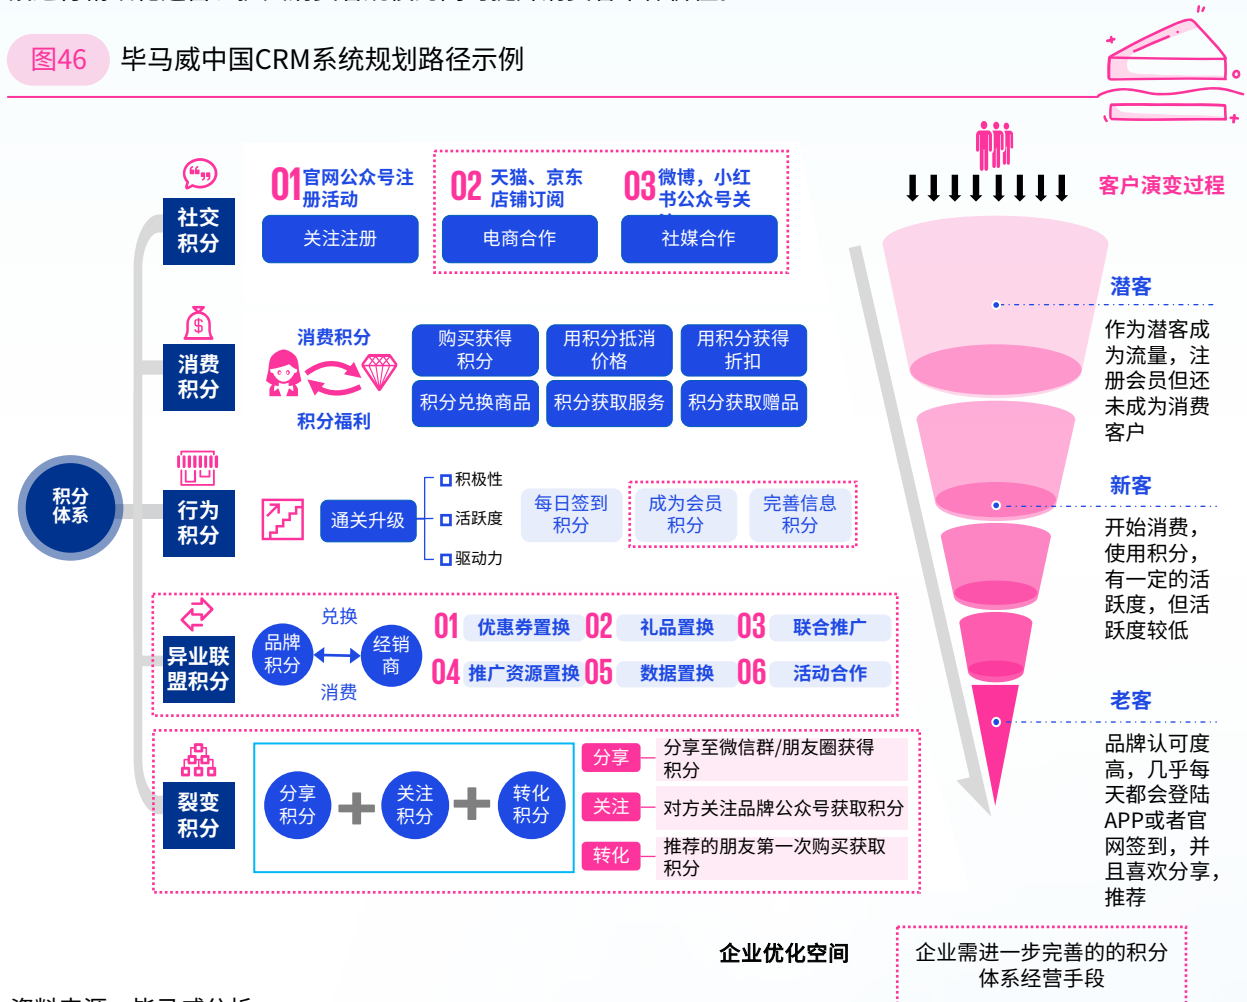 图46
毕马威中国CRM系统规划路径示例
客户演变过程
社交
积分
01
官网公众号注
册活动
关注注册
02
天猫、京东
店铺订阅
电商合作
03
微博，小红
书公众号关
社媒合作
消费
积分
消费积分
积分福利
购买获得
积分
用积分抵消
价格
用积分获得
折扣
积分兑换商品
积分获取服务
积分获取赠品
积分
体系
行为
积分
通关升级
积极性
活跃度
驱动力
每日签到
积分
成为会员
积分
完善信息
积分
异业联
盟积分
品牌
积分
兑换
消费
经销
商
01 优惠券置换
02 礼品置换
03 联合推广
04 推广资源置换
05 数据置换
06 活动合作
裂变
积分
分享
积分
关注
积分
转化
积分
分享
分享至微信群/朋友圈获得
积分
关注
对方关注品牌公众号获取积分
转化
推荐的朋友第一次购买获取
积分
潜客
作为潜客成
为流量，注
册会员但还
未成为消费
客户
新客
开始消费，
使用积分，
有一定的活
跃度，但活
跃度较低
老客
品牌认可度
高，几乎每
天都会登陆
APP或者官
网签到，并
且喜欢分享，
推荐
企业优化空间
企业需进一步完善的的积分
体系经营手段